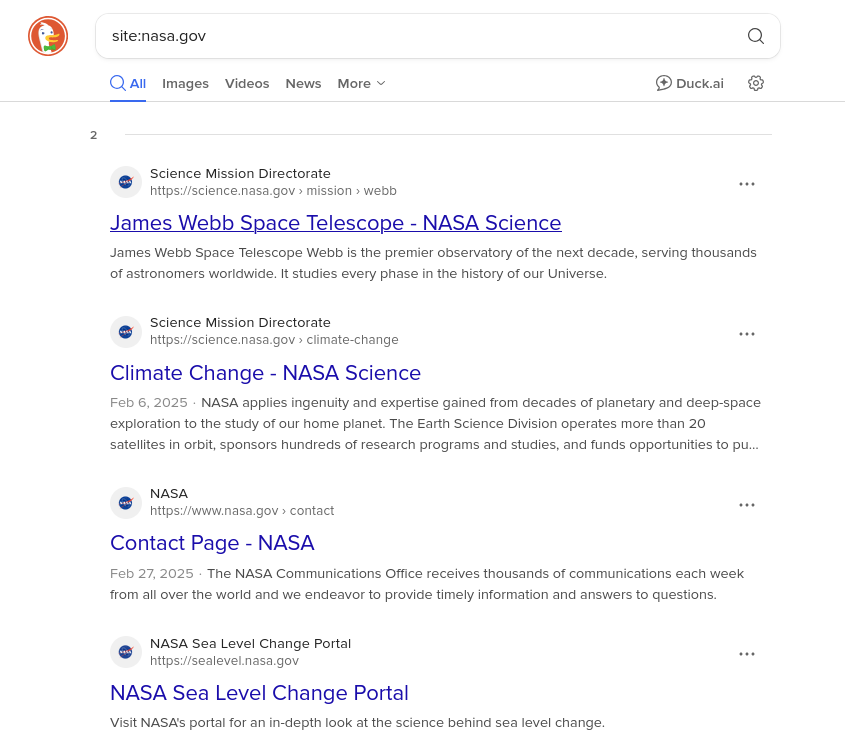 site:nasa.gov
All Images Videos News More Duck.ai
2
Science Mission Directorate
https://science.nasa.gov › mission › webb
James Webb Space Telescope - NASA Science
James Webb Space Telescope Webb is the premier observatory of the next decade, serving thousands
of astronomers worldwide. It studies every phase in the history of our Universe.
Science Mission Directorate
https://science.nasa.gov › climate-change
Climate Change - NASA Science
Feb 6, 2025 · NASA applies ingenuity and expertise gained from decades of planetary and deep-space
exploration to the study of our home planet. The Earth Science Division operates more than 20
satellites in orbit, sponsors hundreds of research programs and studies, and funds opportunities to pu...
NASA
https://www.nasa.gov › contact
Contact Page - NASA
Feb 27, 2025 · The NASA Communications Office receives thousands of communications each week
from all over the world and we endeavor to provide timely information and answers to questions.
NASA Sea Level Change Portal
https://sealevel.nasa.gov
NASA Sea Level Change Portal
Visit NASA's portal for an in-depth look at the science behind sea level change.